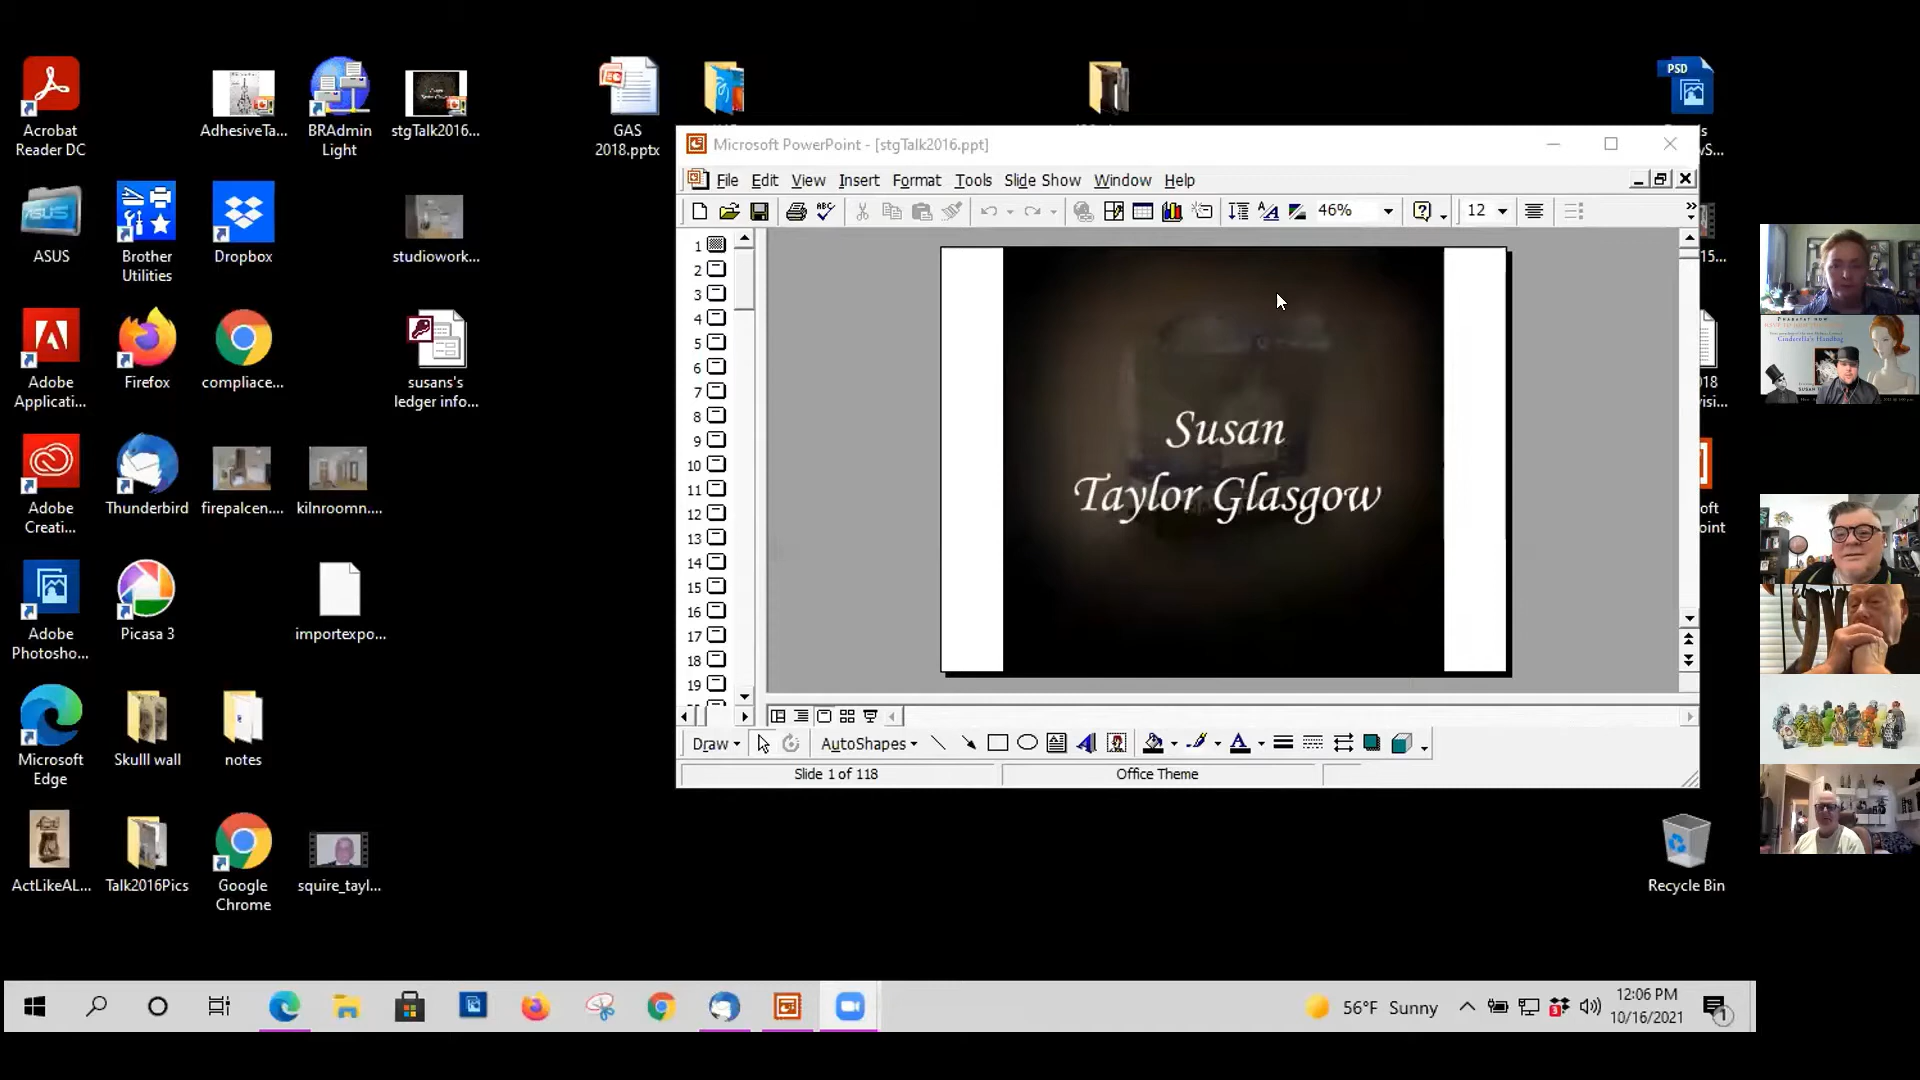 Acrobat
Reader DC
AdhesiveTa...
BRAdmin
Light
stgTalk2016...
GAS
2018.pptx
PSD
ASUS
ASUS
Brother
Utilities
Dropbox
studiowork...
Adobe
Applicati...
Firefox
compliace...
susans's
ledger info...
Adobe
Creati...
Thunderbird
firepalcen....
kilnroomn....
Adobe
Photosho...
Picasa 3
importexpo...
Microsoft
Edge
Skulll wall
notes
ActLikeAL...
Talk2016Pics
Google
Chrome
squire_tayl...
Microsoft PowerPoint - [stgTalk2016.ppt]
File Edit View Insert Format Tools Slide Show Window Help
46% 12
1
2
3
4
5
6
7
8
9
10
11
12
13
14
15
16
17
18
19
Susan
Taylor Glasgow
Draw AutoShapes
Slide 1 of 118 Office Theme
Cinderella's Handbag
Recycle Bin
56°F Sunny
12:06 PM
10/16/2021